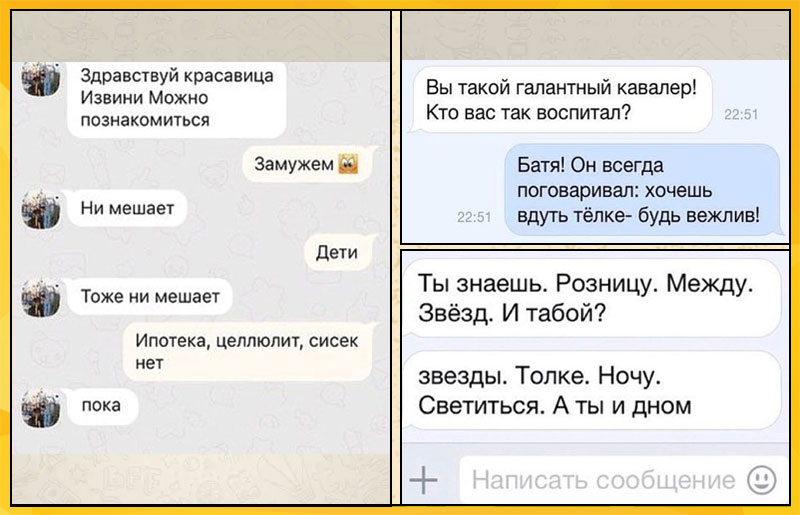 Здравствуй красавица
Извини Можно
познакомиться
Замужем
Ни мешает
Дети
Тоже ни мешает
Ипотека, целлюлит, сисек
нет
пока
Вы такой галантный кавалер!
Кто вас так воспитал?
22:51
Батя! Он всегда
поговаривал: хочешь
вдуть тёлке- будь вежлив!
22:51
Ты знаешь. Розницу. Между.
Звёзд. И табой?
звезды. Толке. Ночу.
Светиться. А ты и дном
Написать сообщение